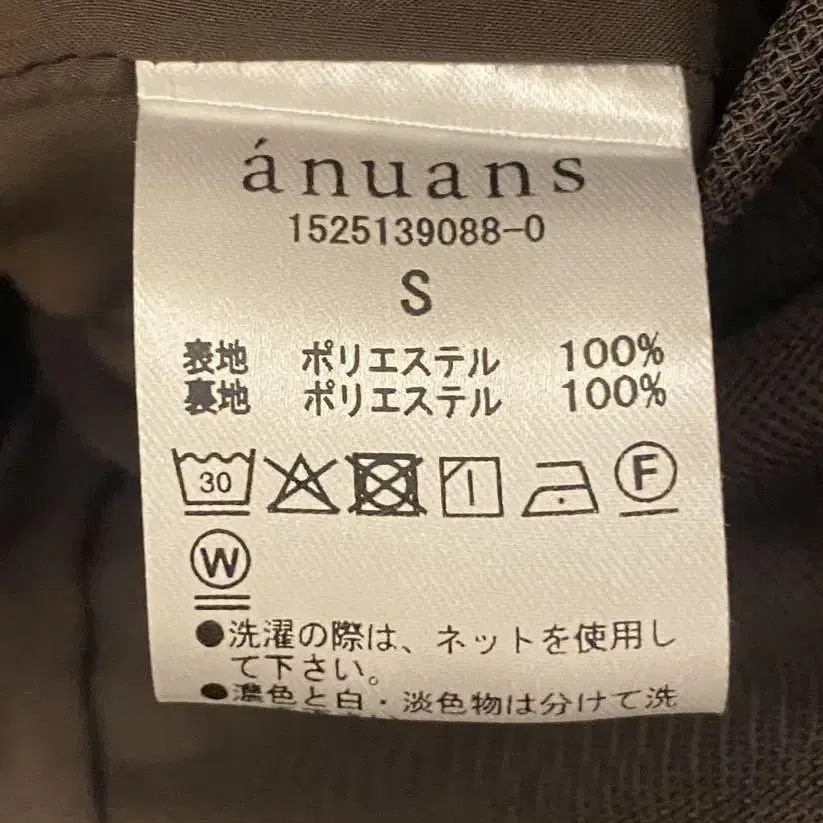 ánuans
1525139088-0
S
表地 ポリエステル 100%
裏地 ポリエステル 100%
30
F
W
●洗濯の際は、ネットを使用し
て下さい。
●濃色と白・淡色物は分けて洗